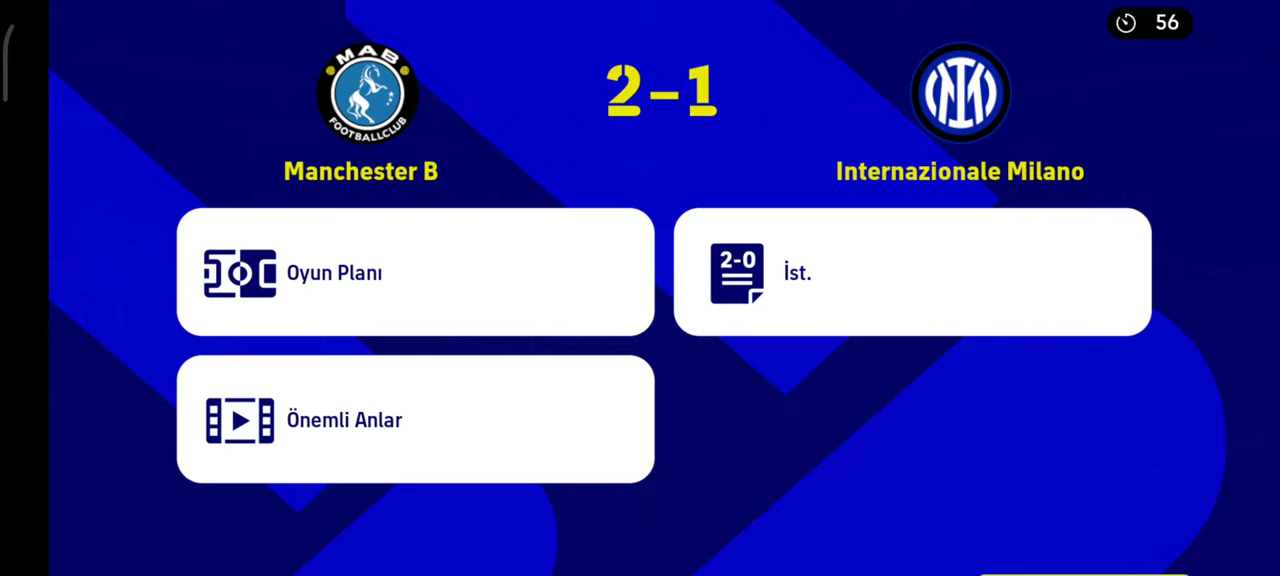 56
MAB
FOOTBALLCLUB
2-1
Manchester B
Internazionale Milano
Oyun Planı
2-0
İst.
Önemli Anlar